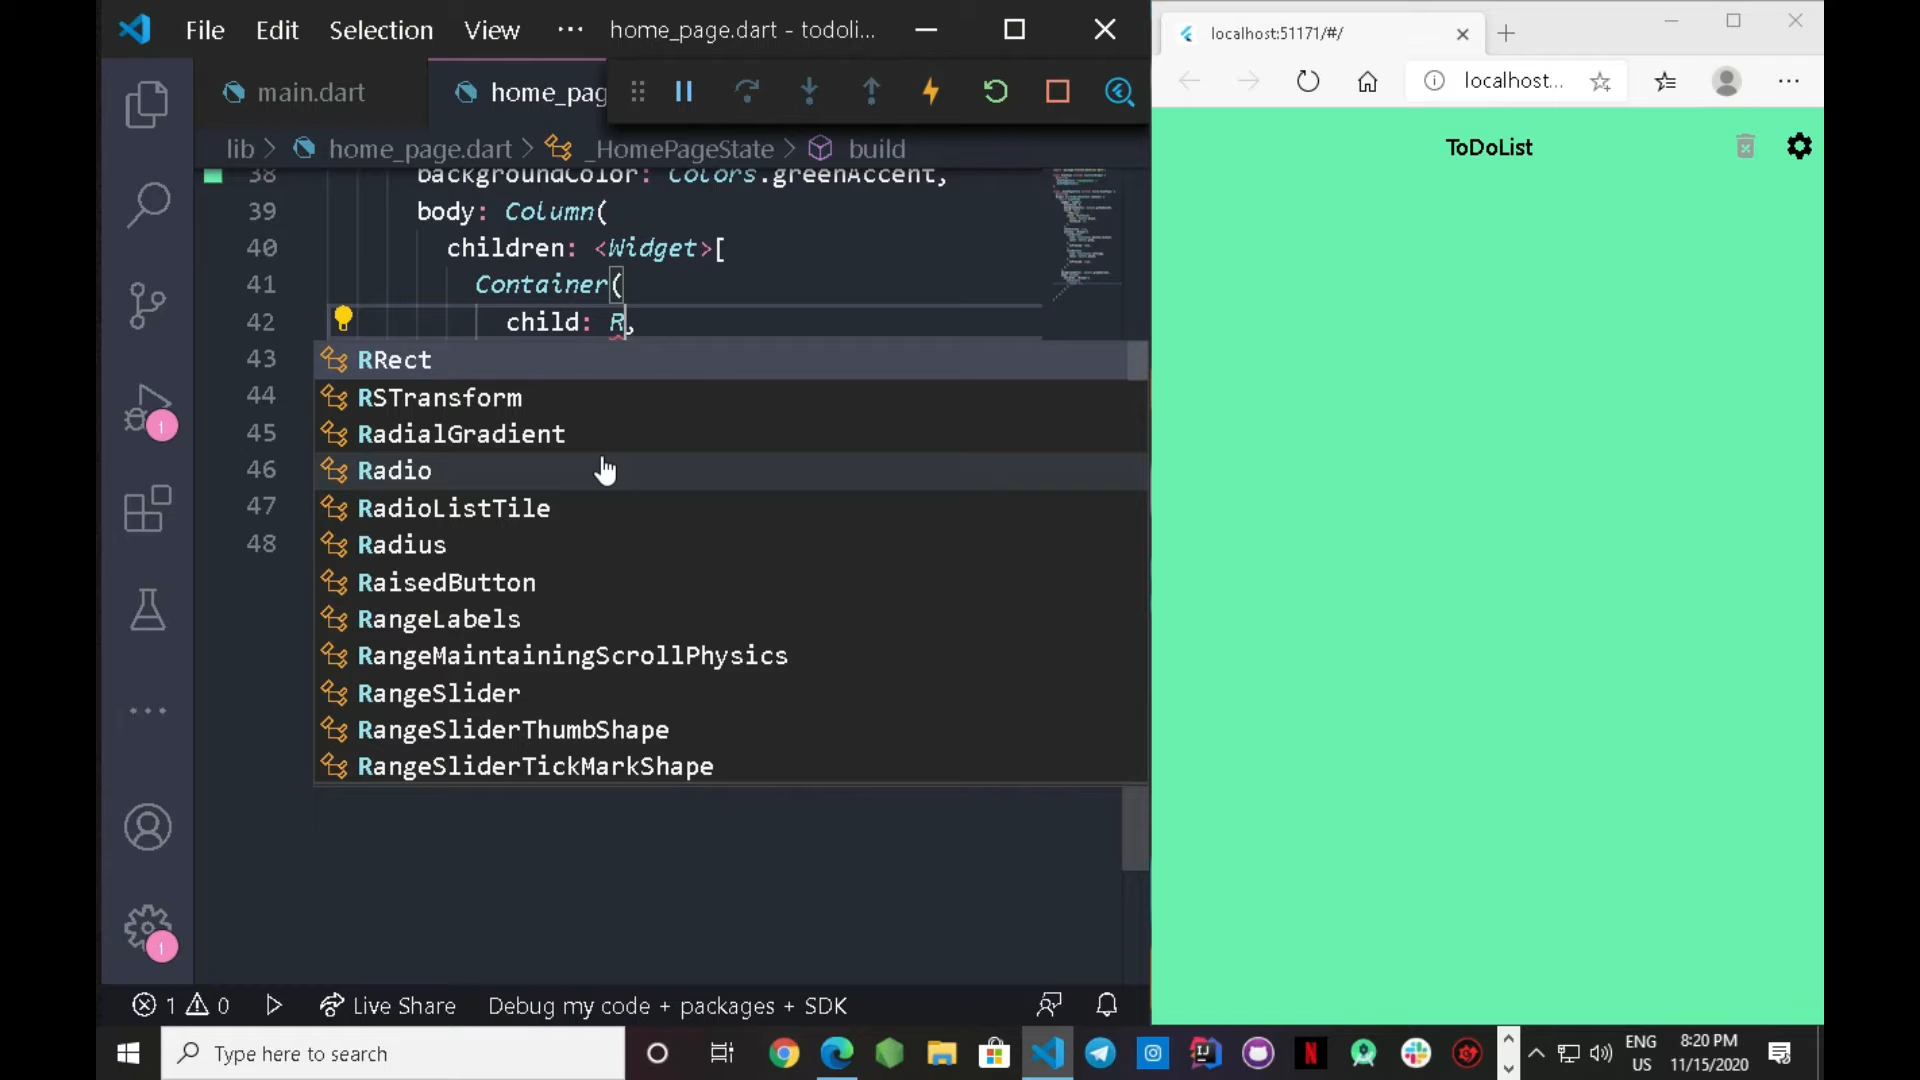 File Edit Selection View ··· home_page.dart - todoli...
main.dart home_pag
lib > home_page.dart > _HomePageState > build
38 backgroundColor: Colors.greenAccent,
39 body: Column(
40 children: <Widget>[
41 Container(
42 child: R,
43 RRect
44 RSTransform
45 RadialGradient
46 Radio
47 RadioListTile
48 Radius
RaisedButton
RangeLabels
RangeMaintainingScrollPhysics
RangeSlider
RangeSliderThumbShape
RangeSliderTickMarkShape
1
1
1 0 Live Share Debug my code + packages + SDK
localhost:51171/#/
localhost...
ToDoList
Type here to search
ENG
US
8:20 PM
11/15/2020